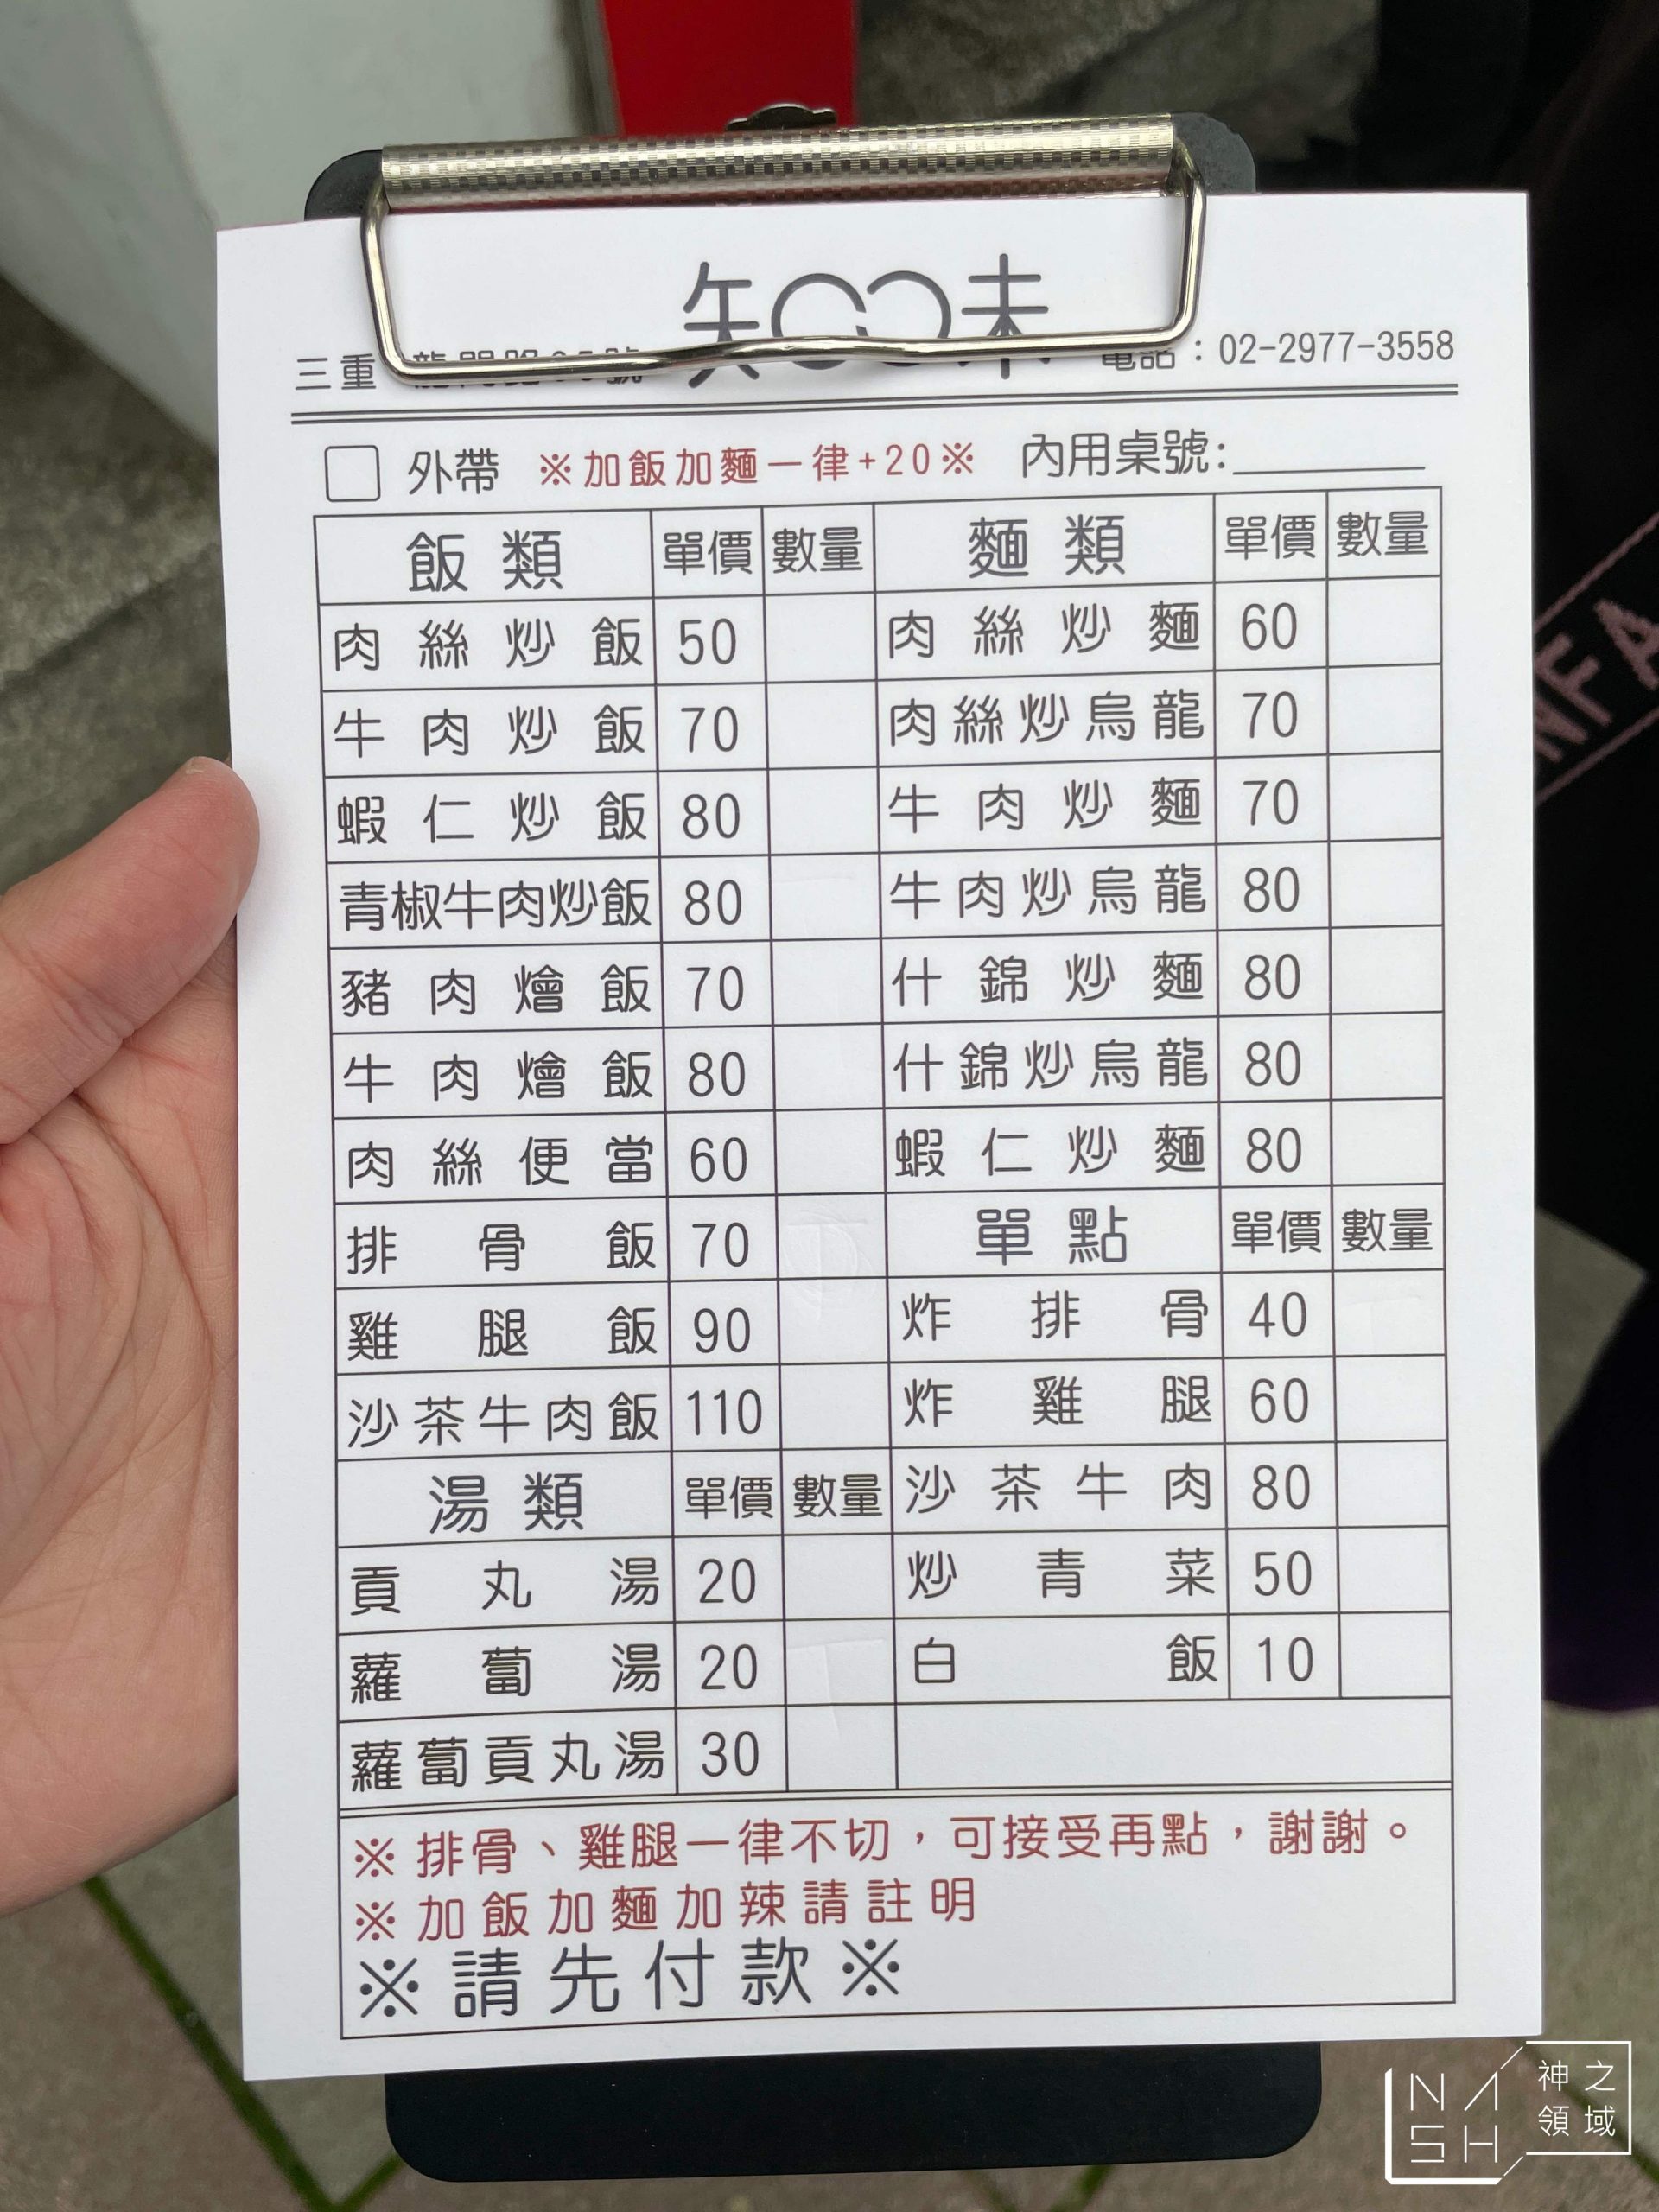 知味
三重 龍門路 號
電話：02-2977-3558
外帶 ※加飯加麵一律+20※ 內用桌號:
飯類 單價 數量
肉絲炒飯 50
牛肉炒飯 70
蝦仁炒飯 80
青椒牛肉炒飯 80
豬肉燴飯 70
牛肉燴飯 80
肉絲便當 60
排骨飯 70
雞腿飯 90
沙茶牛肉飯 110
湯類 單價 數量
貢丸湯 20
蘿蔔湯 20
蘿蔔貢丸湯 30
麵類 單價 數量
肉絲炒麵 60
肉絲炒烏龍 70
牛肉炒麵 70
牛肉炒烏龍 80
什錦炒麵 80
什錦炒烏龍 80
蝦仁炒麵 80
單點 單價 數量
炸排骨 40
炸雞腿 60
沙茶牛肉 80
炒青菜 50
白飯 10
※排骨、雞腿一律不切，可接受再點，謝謝。
※加飯加麵加辣請註明
※請先付款※
NFA
NASH
神之
領域